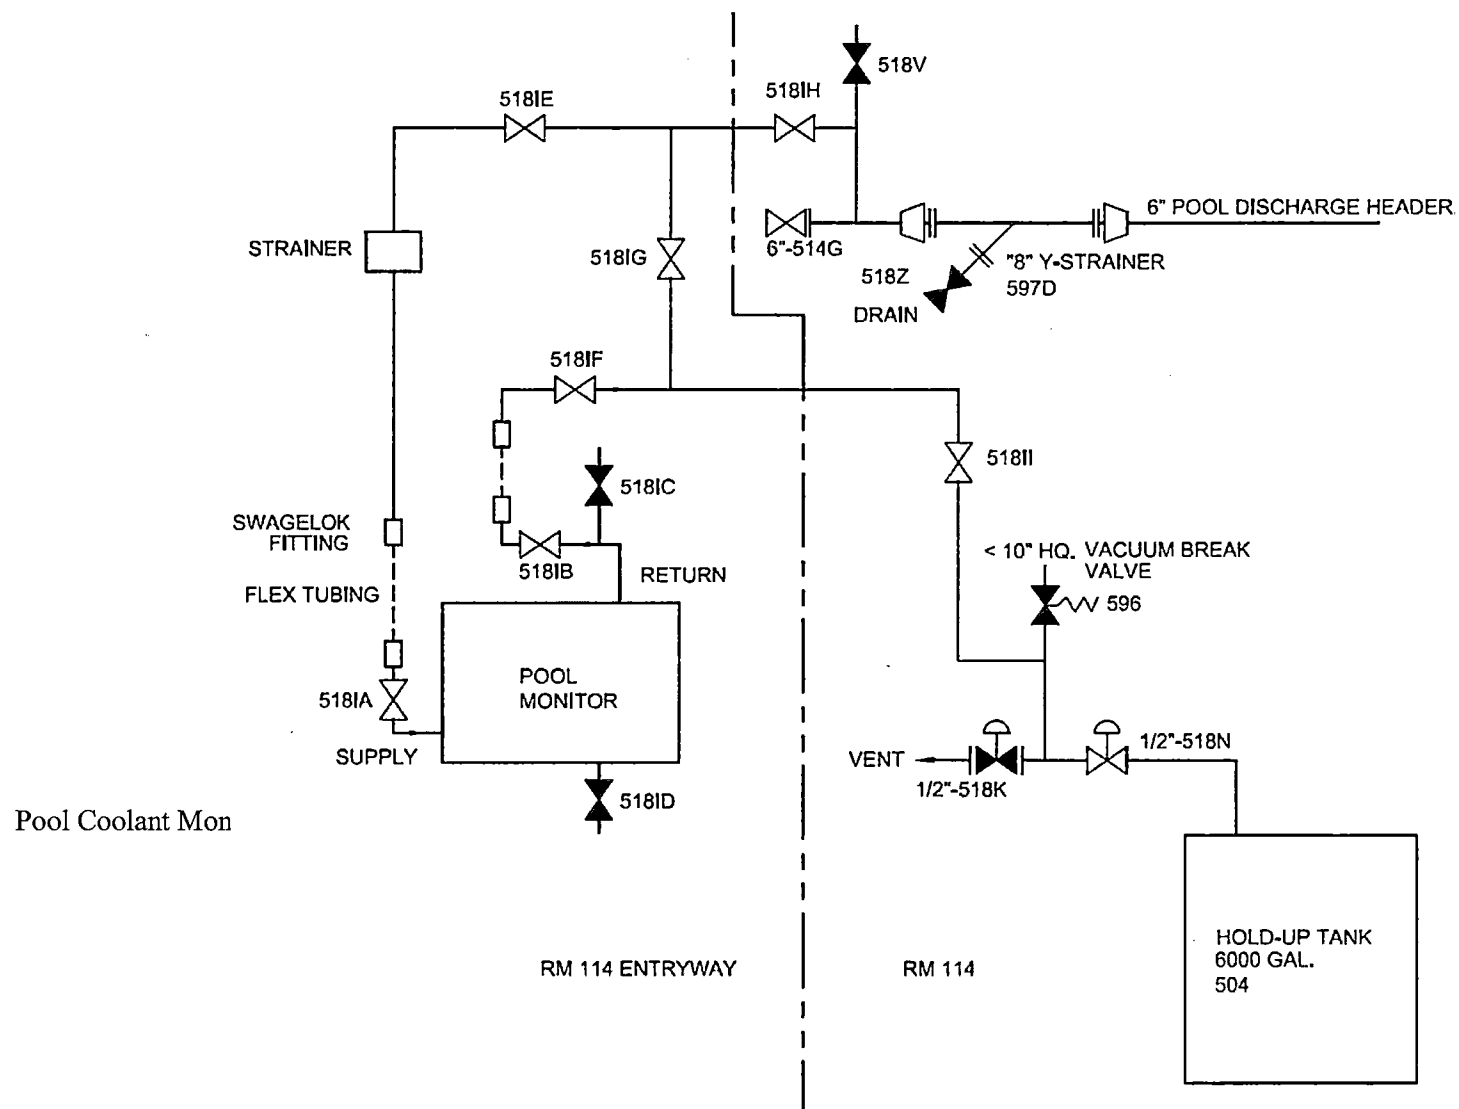 518V
518IH
518IE
6" POOL DISCHARGE HEADER
STRAINER
518IG
6"-514G
518Z
DRAIN
"8" Y-STRAINER
597D
518IF
518II
518IC
SWAGELOK
FITTING
518IB
RETURN
< 10" HQ. VACUUM BREAK
VALVE
596
FLEX TUBING
518IA
POOL
MONITOR
SUPPLY
1/2"-518N
VENT
1/2"-518K
518ID
Pool Coolant Mon
HOLD-UP TANK
6000 GAL.
504
RM 114 ENTRYWAY
RM 114